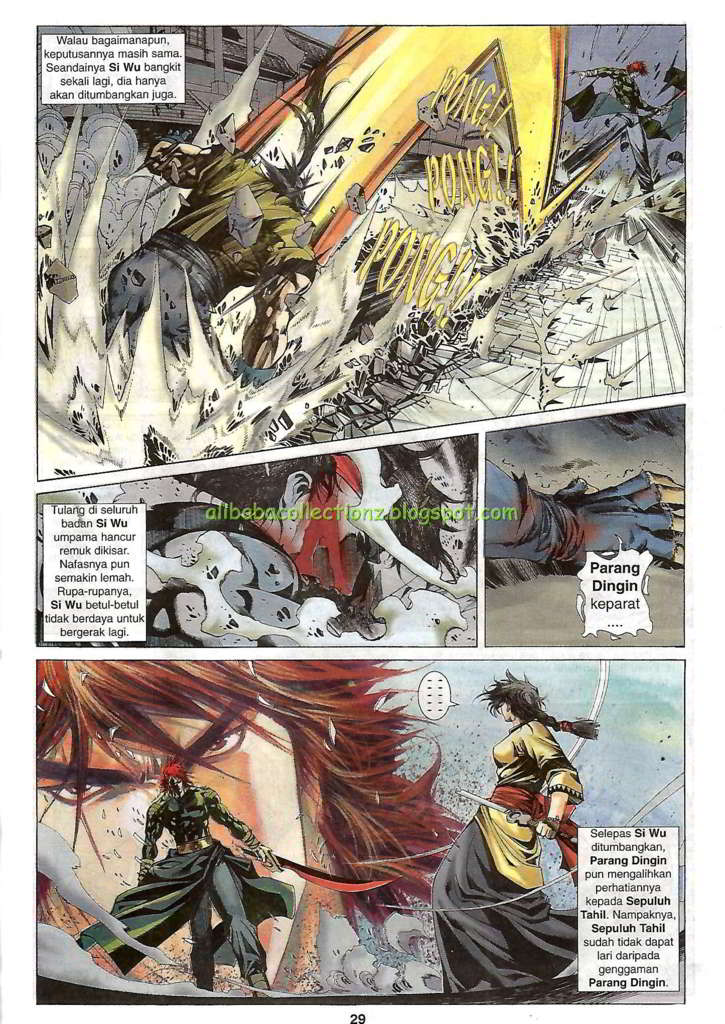 Walau bagaimanapun,
keputusannya masih sama.
Seandainya Si Wu bangkit
sekali lagi, dia hanya
akan ditumbangkan juga.
PONG!!
PONG!!
PONG!!
Tulang di seluruh
badan Si Wu
umpama hancur
remuk dikisar.
Nafasnya pun
semakin lemah.
Rupa-rupanya,
Si Wu betul-betul
tidak berdaya untuk
bergerak lagi.
alibabacollectionz.blogspot.com
Parang
Dingin
keparat
....
Selepas Si Wu
ditumbangkan,
Parang Dingin
pun mengalihkan
perhatiannya
kepada Sepuluh
Tahil. Nampaknya,
Sepuluh Tahil
sudah tidak dapat
lari daripada
genggaman
Parang Dingin.
29